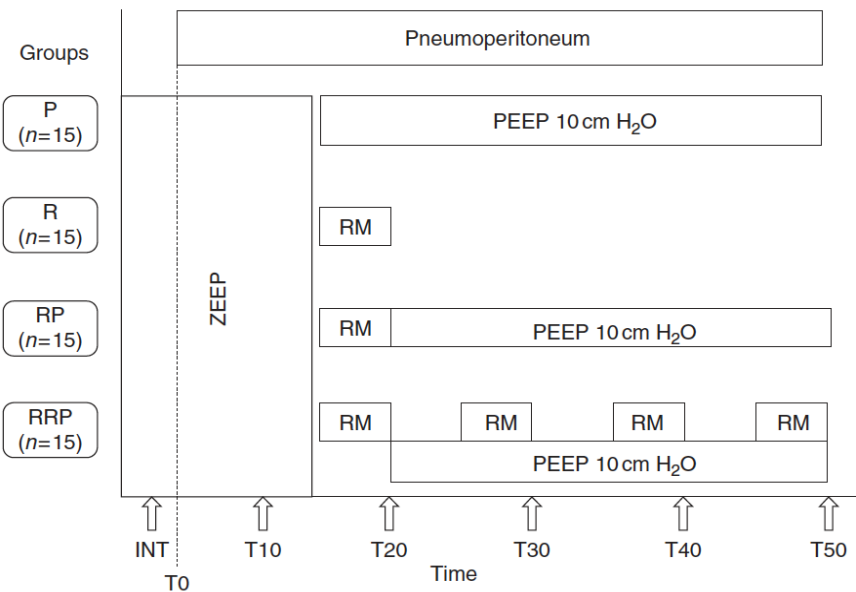 Pneumoperitoneum
Groups
P
(n=15)
PEEP 10 cm H₂O
R
(n=15)
RM
ZEEP
RP
(n=15)
RM
PEEP 10 cm H₂O
RRP
(n=15)
RM
RM
RM
RM
PEEP 10 cm H₂O
INT
T10
T20
T30
T40
T50
T0
Time